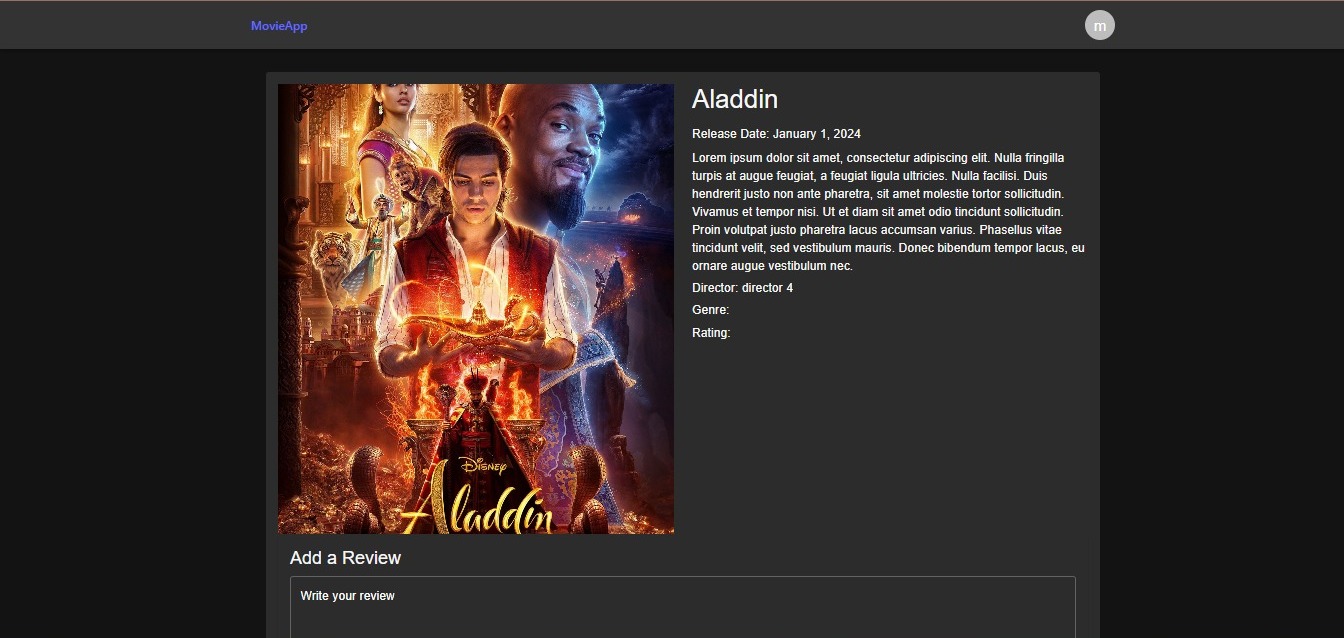 MovieApp
m
Aladdin
Release Date: January 1, 2024
Lorem ipsum dolor sit amet, consectetur adipiscing elit. Nulla fringilla
turpis at augue feugiat, a feugiat ligula ultricies. Nulla facilisi. Duis
hendrerit justo non ante pharetra, sit amet molestie tortor sollicitudin.
Vivamus et tempor nisi. Ut et diam sit amet odio tincidunt sollicitudin.
Proin volutpat justo pharetra lacus accumsan varius. Phasellus vitae
tincidunt velit, sed vestibulum mauris. Donec bibendum tempor lacus, eu
ornare augue vestibulum nec.
Director: director 4
Genre:
Rating:
Disney
Aladdin
Add a Review
Write your review